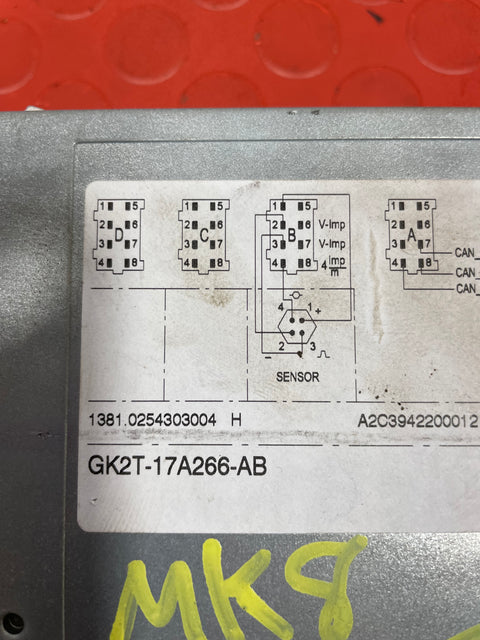 1 5 1 5 1 5 1 5
2 6 2 6 2 6 V-Imp 2 6
D C B A
3 7 3 7 3 7 V-Imp 3 7
CAN_
4 8 4 8 4 8 4 Imp/m 4 8
CAN_
CAN_
4 1 +
2 3
-
SENSOR
1381.0254303004 H A2C3942200012
GK2T-17A266-AB
MK8